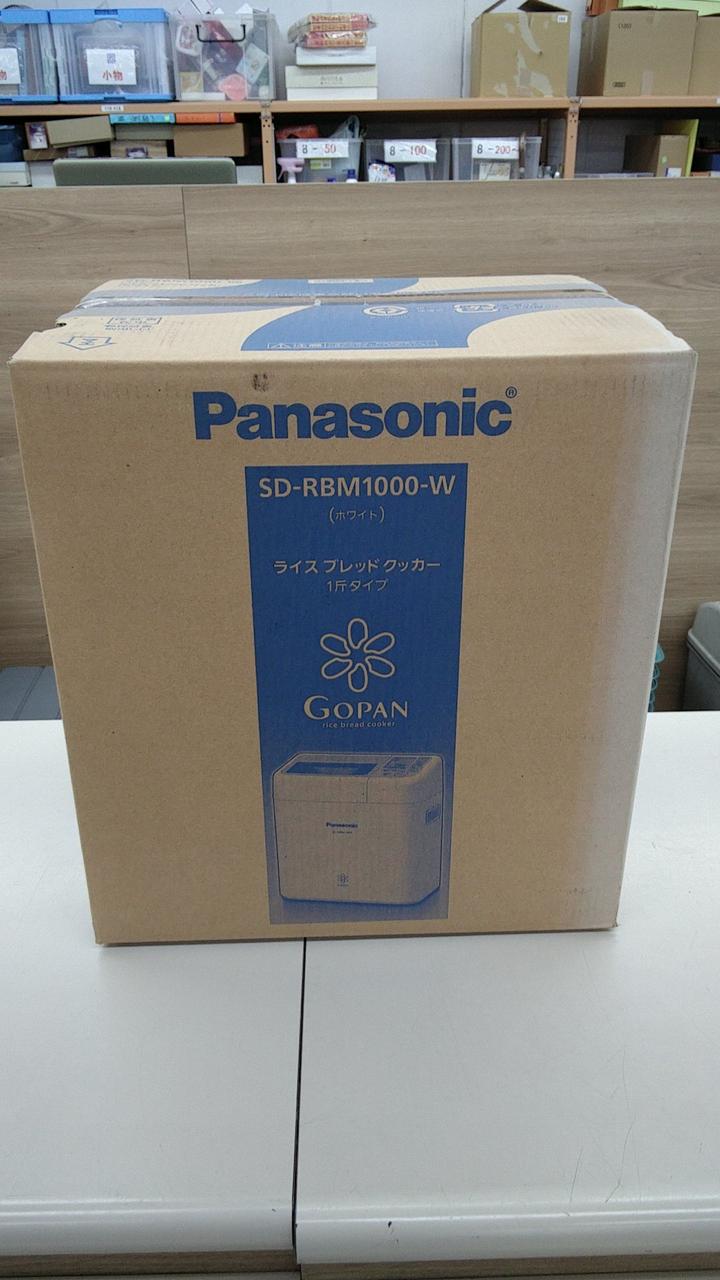 小物
8-50
8-100
8-200
Panasonic®
SD-RBM1000-W
(ホワイト)
ライス ブレッド クッカー
1斤タイプ
GOPAN
rice bread cooker
Panasonic